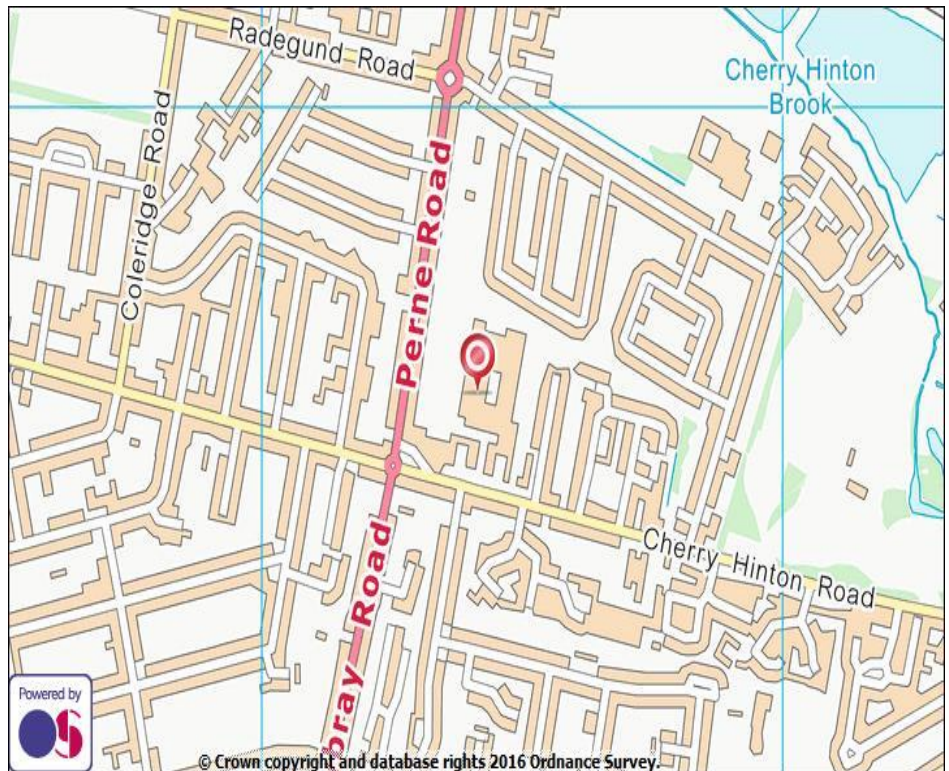 Radegund Road
Cherry Hinton
Brook
Coleridge Road
Perne Road
Cherry Hinton Road
Road
Powered by
OS
© Crown copyright and database rights 2016 Ordnance Survey.